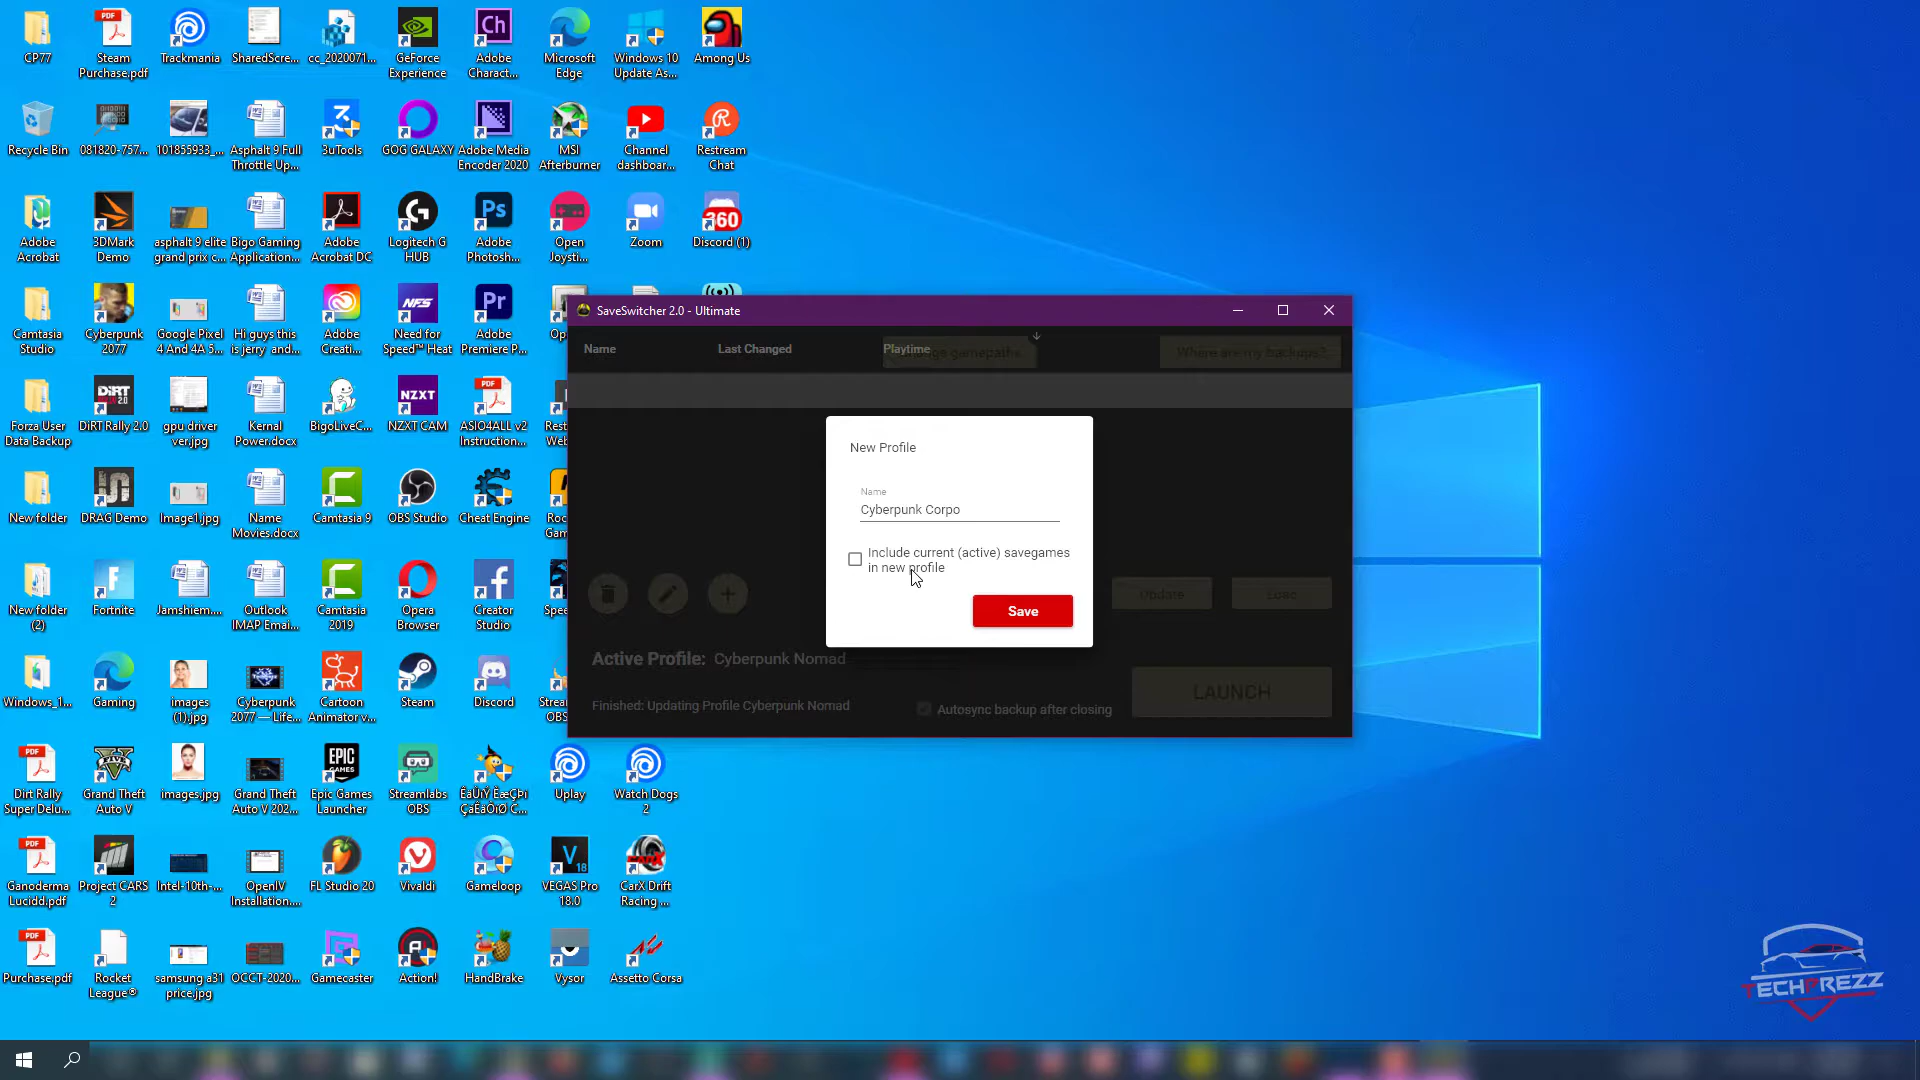 CP77
Steam
Purchase.pdf
Trackmania
SharedScre...
cc_2020071...
GeForce
Experience
Adobe
Charact...
Microsoft
Edge
Windows 10
Update As...
Among Us
Recycle Bin
081820-757...
101855933_...
Asphalt 9 Full
Throttle Up...
3uTools
GOG GALAXY
Adobe Media
Encoder 2020
MSI
Afterburner
Channel
dashboar...
Restream
Chat
Adobe
Acrobat
3DMark
Demo
asphalt 9 elite
grand prix c...
Bigo Gaming
Application...
Adobe
Acrobat DC
Logitech G
HUB
Adobe
Photosh...
Open
Joysti...
Zoom
Discord (1)
Camtasia
Studio
Cyberpunk
2077
Google Pixel
4 And 4A 5...
Hi guys this
is jerry and...
Adobe
Creati...
Need for
Speed™ Heat
Adobe
Premiere P...
Forza User
Data Backup
DiRT Rally 2.0
gpu driver
ver.jpg
Kernal
Power.docx
BigoLiveC...
NZXT CAM
ASIO4ALL v2
Instruction...
New folder
DRAG Demo
Image1.jpg
Name
Movies.docx
Camtasia 9
OBS Studio
Cheat Engine
New folder
(2)
Fortnite
Jamshiem....
Outlook
IMAP Emai...
Camtasia
2019
Opera
Browser
Creator
Studio
Windows_1...
Gaming
images
(1).jpg
Cyberpunk
2077 — Life...
Cartoon
Animator v...
Steam
Discord
Dirt Rally
Super Delu...
Grand Theft
Auto V
images.jpg
Grand Theft
Auto V 202...
Epic Games
Launcher
Streamlabs
OBS
Uplay
Watch Dogs
2
Ganoderma
Lucidd.pdf
Project CARS
2
Intel-10th-...
OpenIV
Installation....
FL Studio 20
Vivaldi
Gameloop
VEGAS Pro
18.0
CarX Drift
Racing ...
Purchase.pdf
Rocket
League®
samsung a31
price.jpg
OCCT-2020...
Gamecaster
Action!
HandBrake
Vysor
Assetto Corsa
SaveSwitcher 2.0 - Ultimate
Name
Last Changed
Playtime
gamepaths
Where are my backups?
New Profile
Name
Cyberpunk Corpo
Include current (active) savegames
in new profile
Save
Update
Load
Active Profile: Cyberpunk Nomad
LAUNCH
Finished: Updating Profile Cyberpunk Nomad
Autosync backup after closing
TECHPREZZ